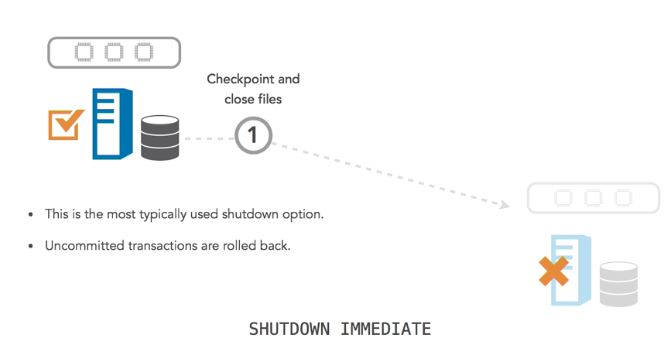 Checkpoint and
close files
1
• This is the most typically used shutdown option.
• Uncommitted transactions are rolled back.
SHUTDOWN IMMEDIATE